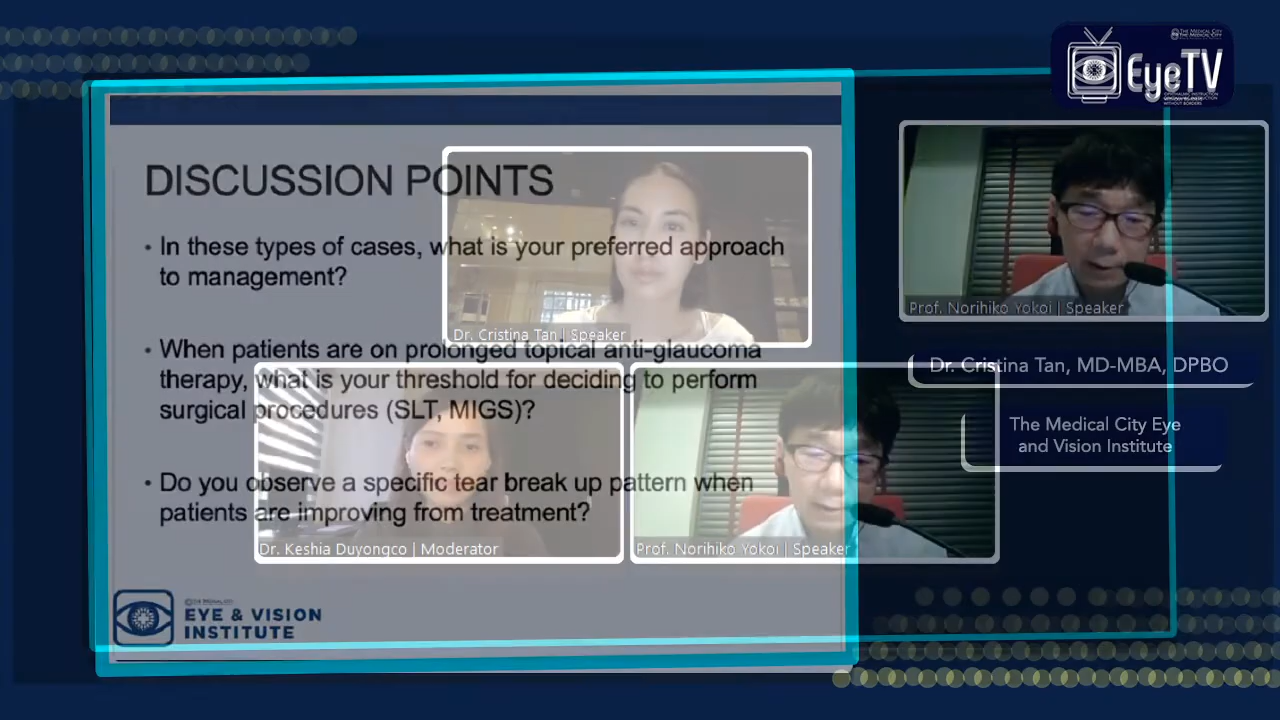 EyeTV
DISCUSSION POINTS
• In these types of cases, what is your preferred approach
to management?
• When patients are on prolonged topical anti-glaucoma
therapy, what is your threshold for deciding to perform
surgical procedures (SLT, MIGS)?
• Do you observe a specific tear break up pattern when
patients are improving from treatment?
EYE & VISION
INSTITUTE
Dr. Cristina Tan | Speaker
Dr. Keshia Duyongco | Moderator
Prof. Norihiko Yokoi | Speaker
Prof. Norihiko Yokoi | Speaker
Dr. Cristina Tan, MD-MBA, DPBO
The Medical City Eye
and Vision Institute